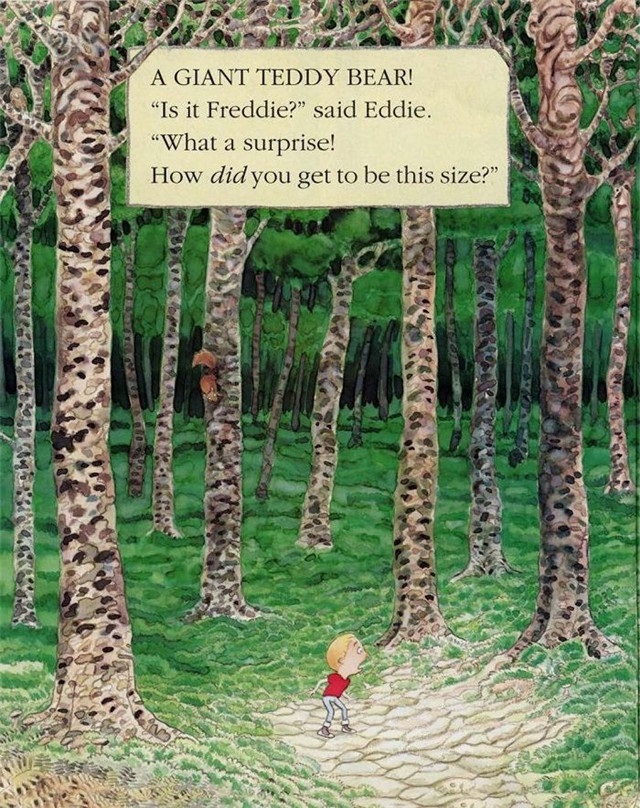 A GIANT TEDDY BEAR!
“Is it Freddie?” said Eddie.
“What a surprise!
How did you get to be this size?”